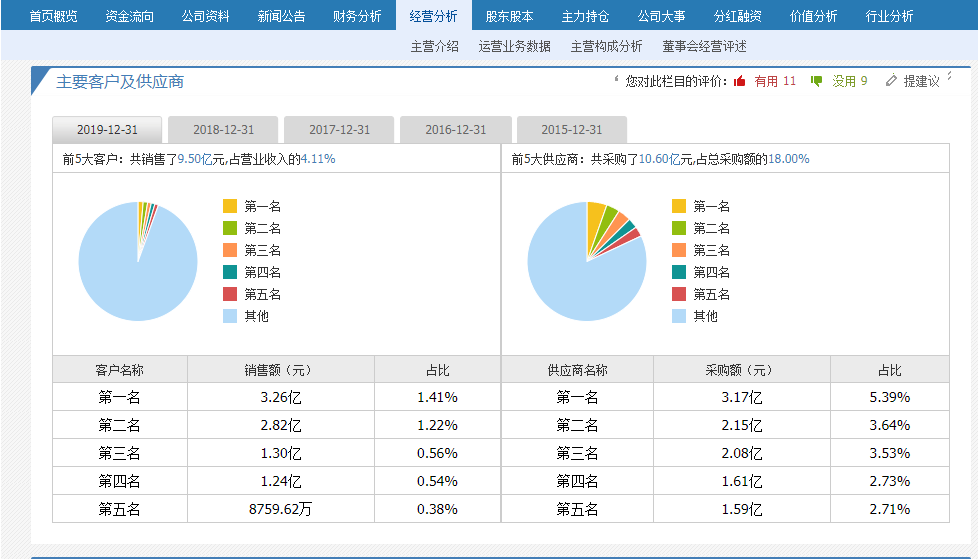 首页概览 资金流向 公司资料 新闻公告 财务分析 经营分析 股东股本 主力持仓 公司大事 分红融资 价值分析 行业分析
主营介绍 运营业务数据 主营构成分析 董事会经营评述
主要客户及供应商
您对此栏目的评价: 有用 11 没用 9 提建议
2019-12-31 2018-12-31 2017-12-31 2016-12-31 2015-12-31
前5大客户：共销售了9.50亿元,占营业收入的4.11%
前5大供应商：共采购了10.60亿元,占总采购额的18.00%
第一名
第二名
第三名
第四名
第五名
其他
第一名
第二名
第三名
第四名
第五名
其他
客户名称 销售额（元） 占比 供应商名称 采购额（元） 占比
第一名 3.26亿 1.41% 第一名 3.17亿 5.39%
第二名 2.82亿 1.22% 第二名 2.15亿 3.64%
第三名 1.30亿 0.56% 第三名 2.08亿 3.53%
第四名 1.24亿 0.54% 第四名 1.61亿 2.73%
第五名 8759.62万 0.38% 第五名 1.59亿 2.71%